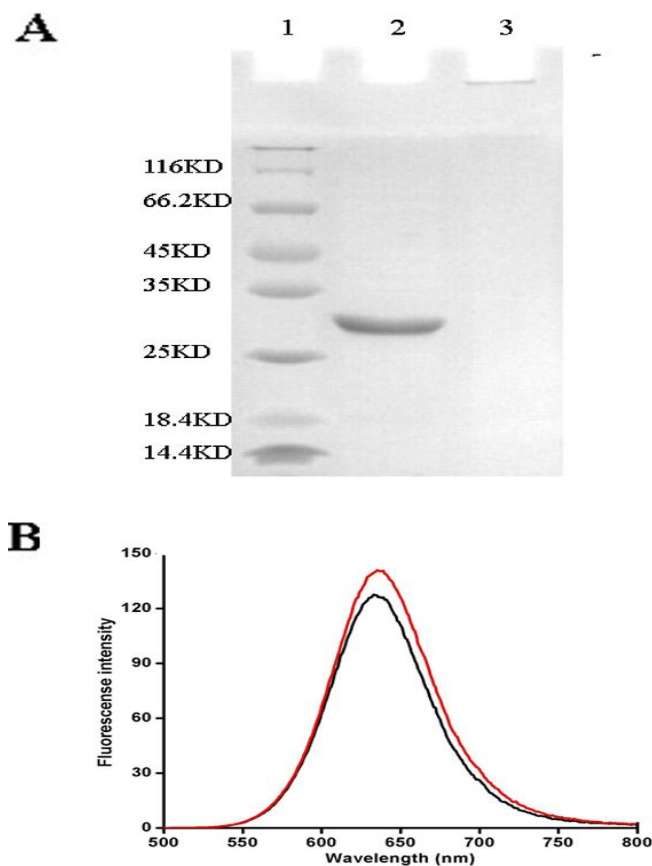 A
1 2 3
116KD
66.2KD
45KD
35KD
25KD
18.4KD
14.4KD
B
150
120
90
60
30
0
Fluorescense intensity
500 550 600 650 700 750 800
Wavelength (nm)